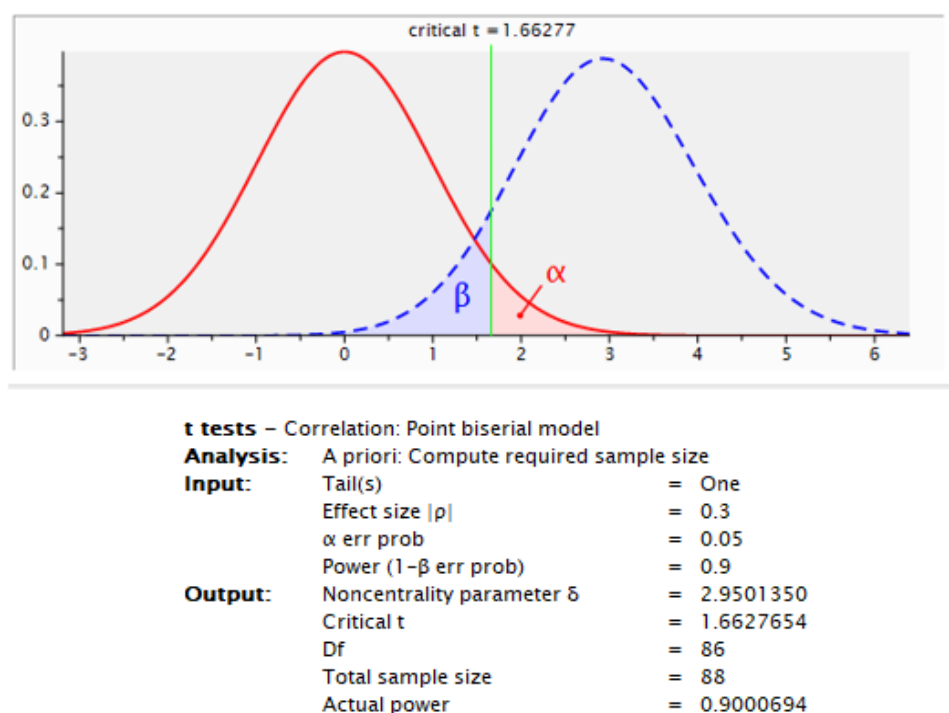 critical t =1.66277
0.3
0.2
0.1
0
β
α
-3 -2 -1 0 1 2 3 4 5 6
t tests – Correlation: Point biserial model
Analysis: A priori: Compute required sample size
Input: Tail(s) = One
Effect size |ρ| = 0.3
α err prob = 0.05
Power (1-β err prob) = 0.9
Output: Noncentrality parameter δ = 2.9501350
Critical t = 1.6627654
Df = 86
Total sample size = 88
Actual power = 0.9000694